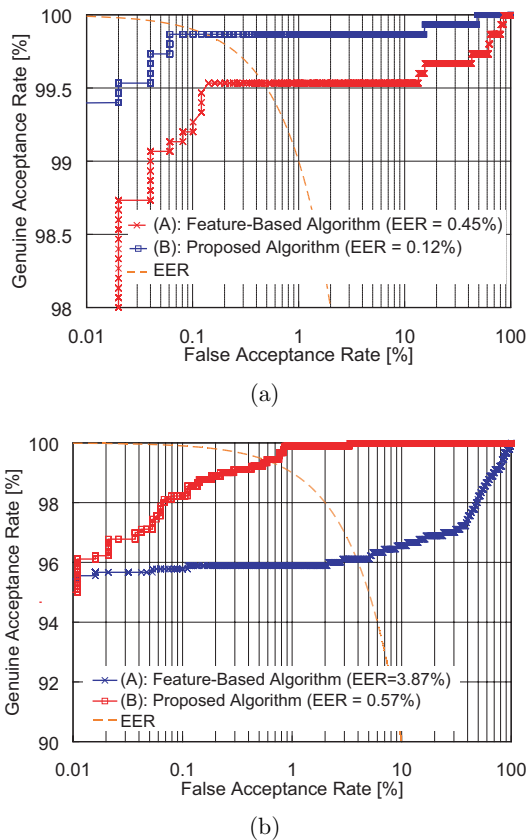 Genuine Acceptance Rate [%]
100
99.5
99
98.5
98
(A): Feature-Based Algorithm (EER = 0.45%)
(B): Proposed Algorithm (EER = 0.12%)
EER
0.01
0.1
1
10
100
False Acceptance Rate [%]
(a)
Genuine Acceptance Rate [%]
100
98
96
94
92
90
(A): Feature-Based Algorithm (EER=3.87%)
(B): Proposed Algorithm (EER = 0.57%)
EER
0.01
0.1
1
10
100
False Acceptance Rate [%]
(b)